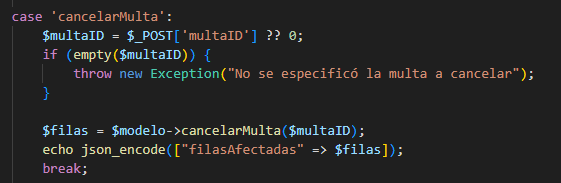 case 'cancelarMulta':
    $multaID = $_POST['multaID'] ?? 0;
    if (empty($multaID)) {
        throw new Exception("No se especificó la multa a cancelar");
    }

    $filas = $modelo->cancelarMulta($multaID);
    echo json_encode(["filasAfectadas" => $filas]);
    break;